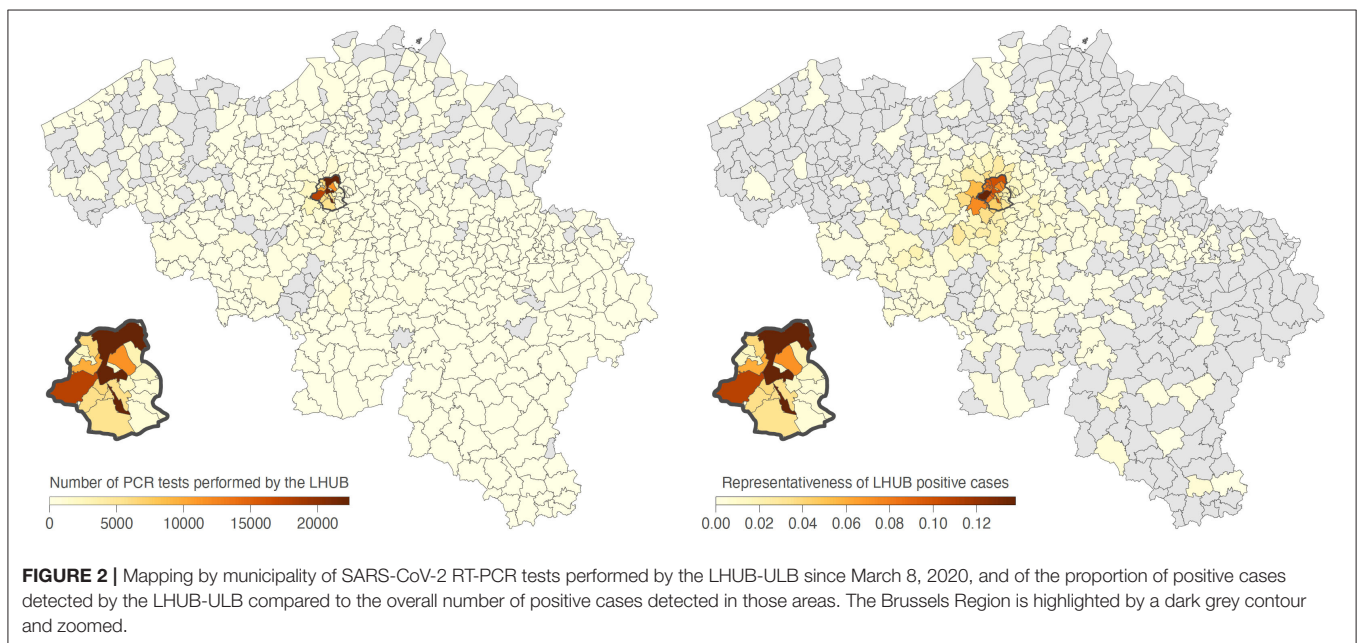 Number of PCR tests performed by the LHUB
0 5000 10000 15000 20000
Representativeness of LHUB positive cases
0.00 0.02 0.04 0.06 0.08 0.10 0.12
FIGURE 2 | Mapping by municipality of SARS-CoV-2 RT-PCR tests performed by the LHUB-ULB since March 8, 2020, and of the proportion of positive cases
detected by the LHUB-ULB compared to the overall number of positive cases detected in those areas. The Brussels Region is highlighted by a dark grey contour
and zoomed.